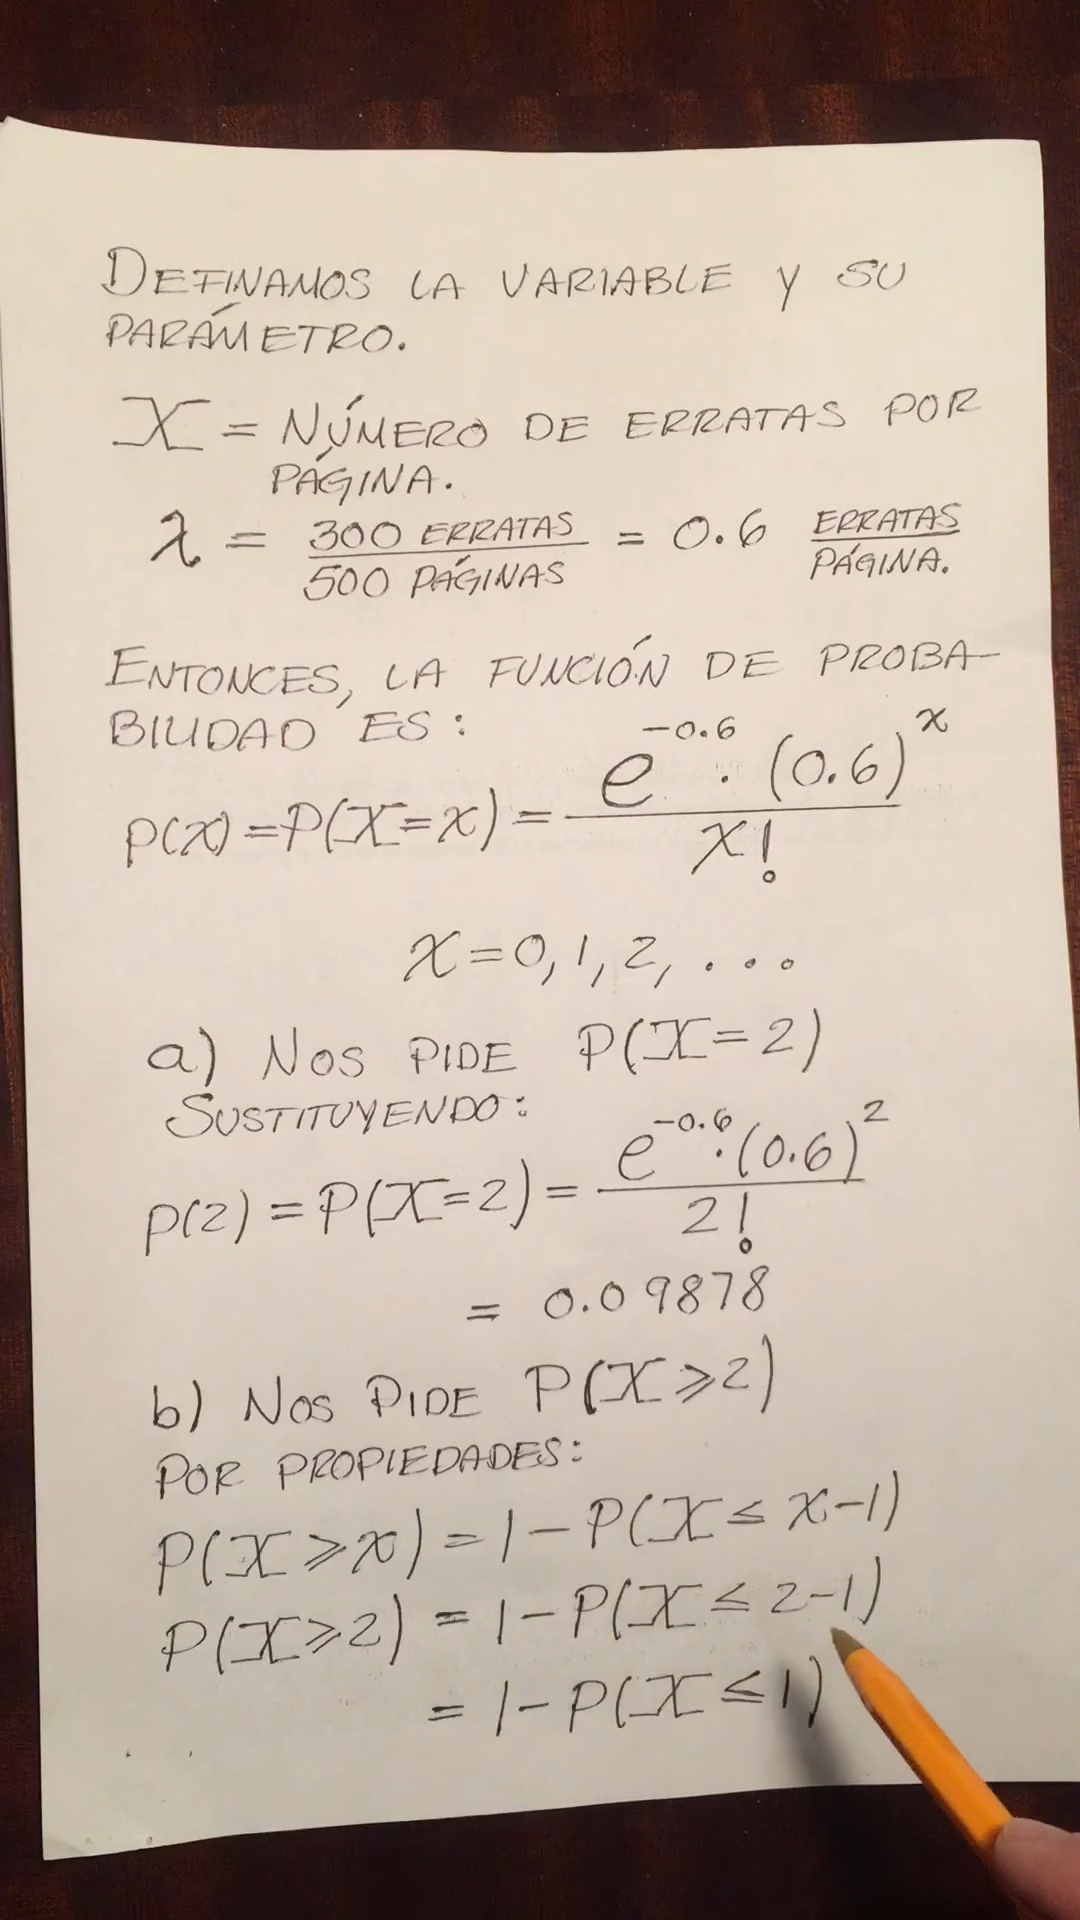 DEFINAMOS LA VARIABLE Y SU
PARÁMETRO.
X = NÚMERO DE ERRATAS POR
PÁGINA.
λ = 300 ERRATAS / 500 PÁGINAS = 0.6 ERRATAS / PÁGINA.
ENTONCES, LA FUNCIÓN DE PROBA-
BILIDAD ES:
p(x) = P(X = x) = e^-0.6 · (0.6)^x / x!
x = 0, 1, 2, ...
a) NOS PIDE P(X = 2)
SUSTITUYENDO:
p(2) = P(X = 2) = e^-0.6 · (0.6)^2 / 2!
= 0.09878
b) NOS PIDE P(X ⩾ 2)
POR PROPIEDADES:
P(X ⩾ x) = 1 - P(X ≤ x-1)
P(X ⩾ 2) = 1 - P(X ≤ 2-1)
= 1 - P(X ≤ 1)